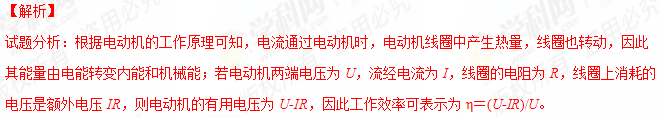 【解析】
试题分析：根据电动机的工作原理可知，电流通过电动机时，电动机线圈中产生热量，线圈也转动，因此
其能量由电能转变内能和机械能；若电动机两端电压为 U，流经电流为 I，线圈的电阻为 R，线圈上消耗的
电压是额外电压 IR，则电动机的有用电压为 U-IR，因此工作效率可表示为 η＝(U-IR)/U。